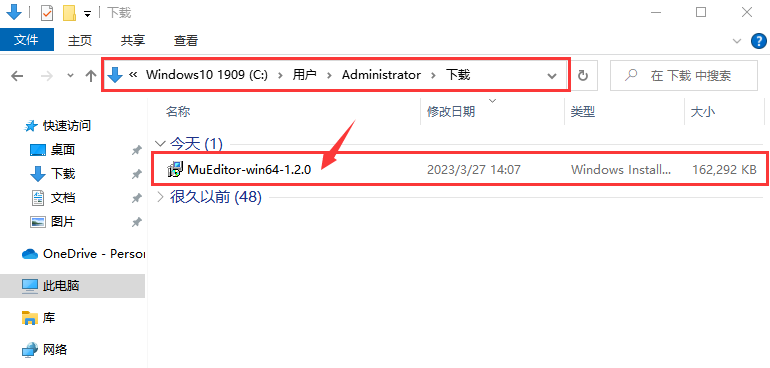 下载
文件 主页 共享 查看
« Windows10 1909 (C:) > 用户 > Administrator > 下载
在 下载 中搜索
名称 修改日期 类型 大小
快速访问
桌面
下载
文档
图片
OneDrive - Person
此电脑
库
网络
今天 (1)
MuEditor-win64-1.2.0 2023/3/27 14:07 Windows Install... 162,292 KB
很久以前 (48)